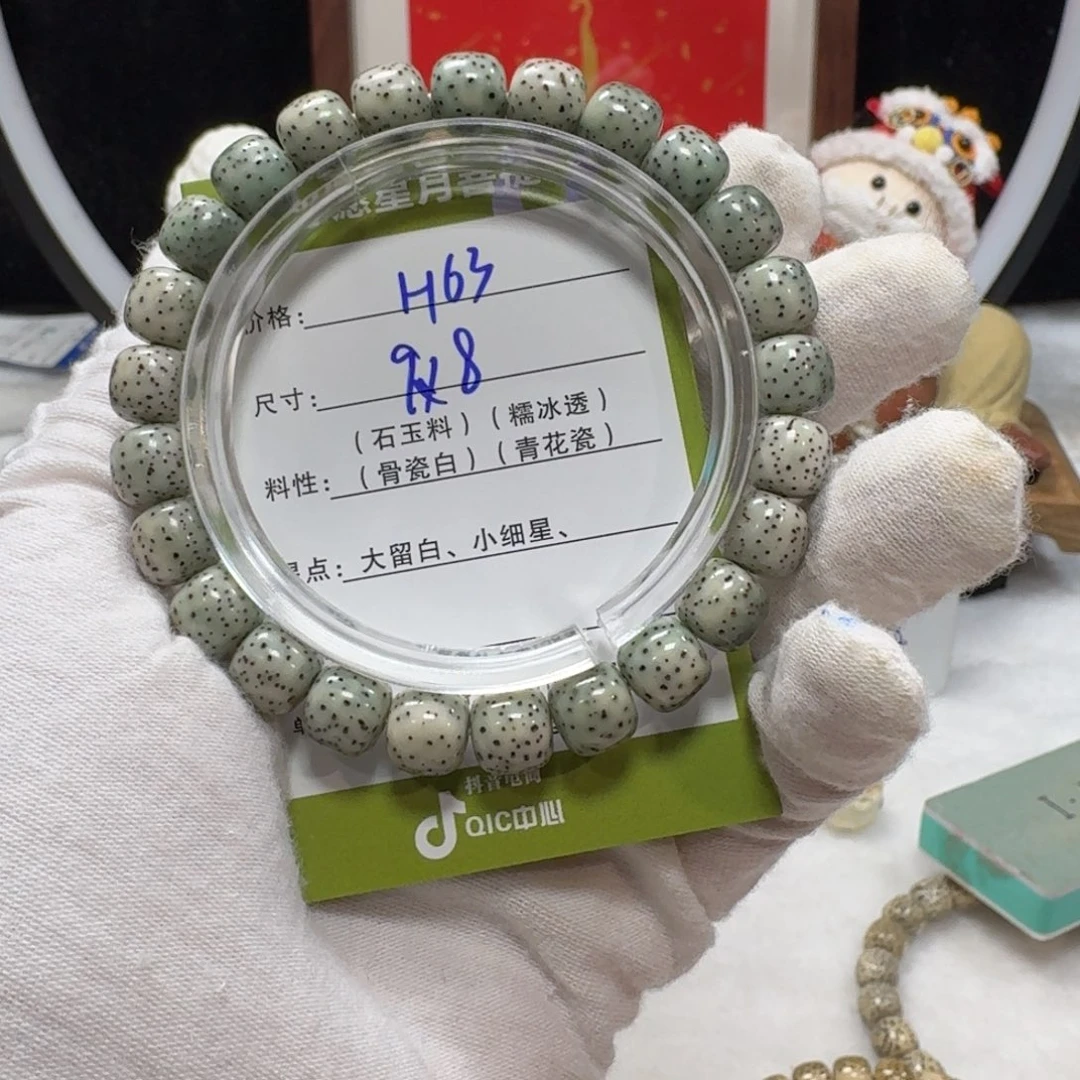 星月菩提
价格：H63
尺寸：9x8
（石玉料）（糯冰透）
料性：（骨瓷白）（青花瓷）
点：大留白、小细星、
抖音电商
QIC中心